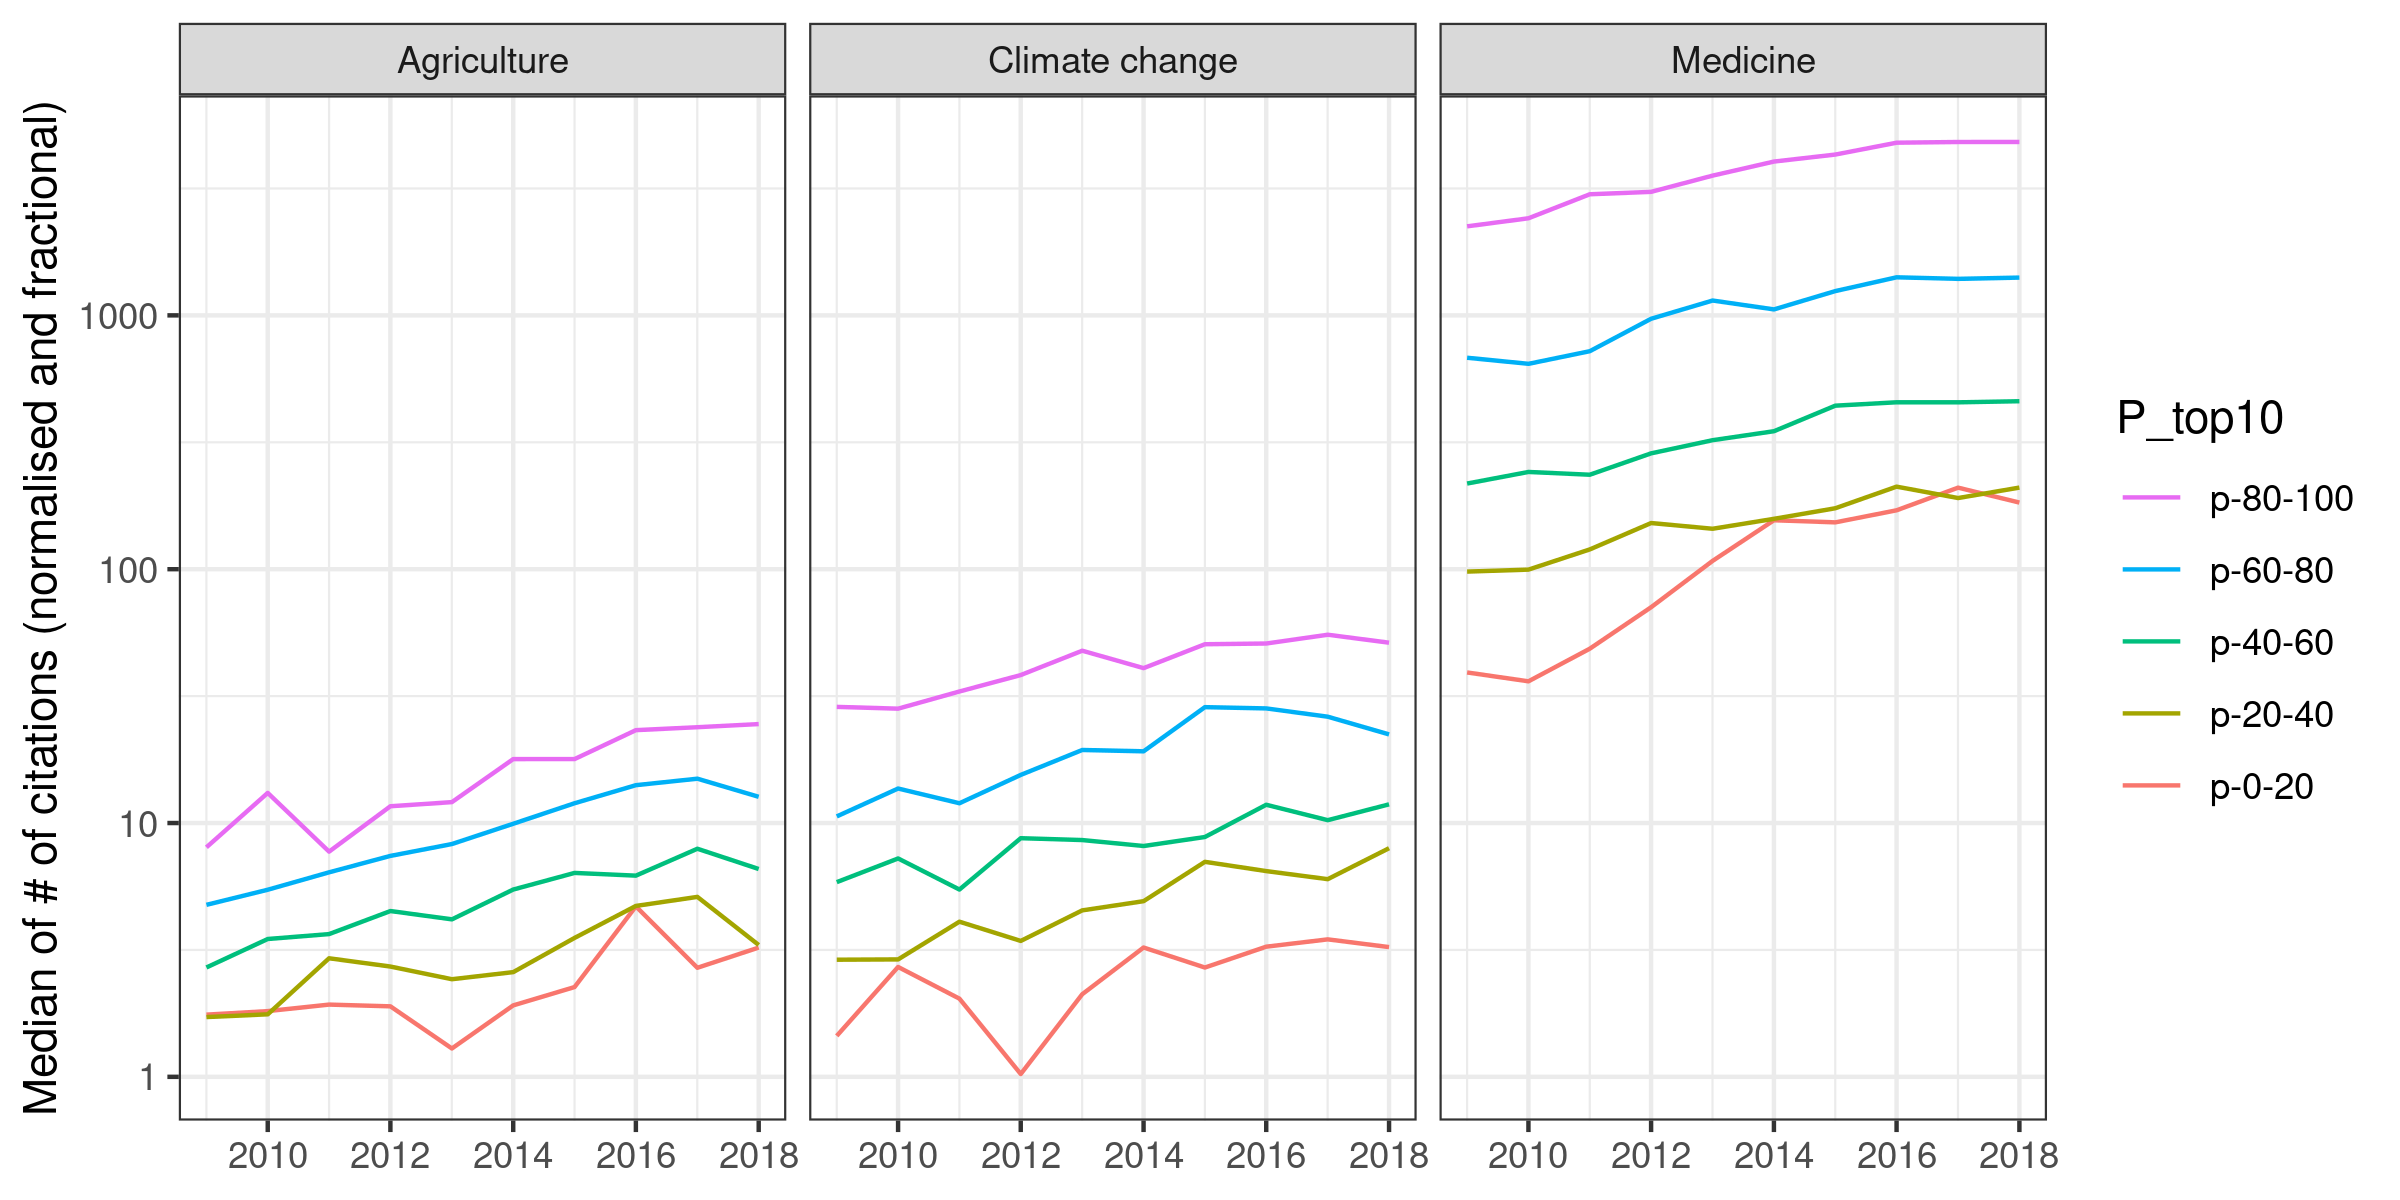 Agriculture
Climate change
Medicine
Median of # of citations (normalised and fractional)
1000
100
10
1
2010 2012 2014 2016 2018
2010 2012 2014 2016 2018
2010 2012 2014 2016 2018
P_top10
p-80-100
p-60-80
p-40-60
p-20-40
p-0-20